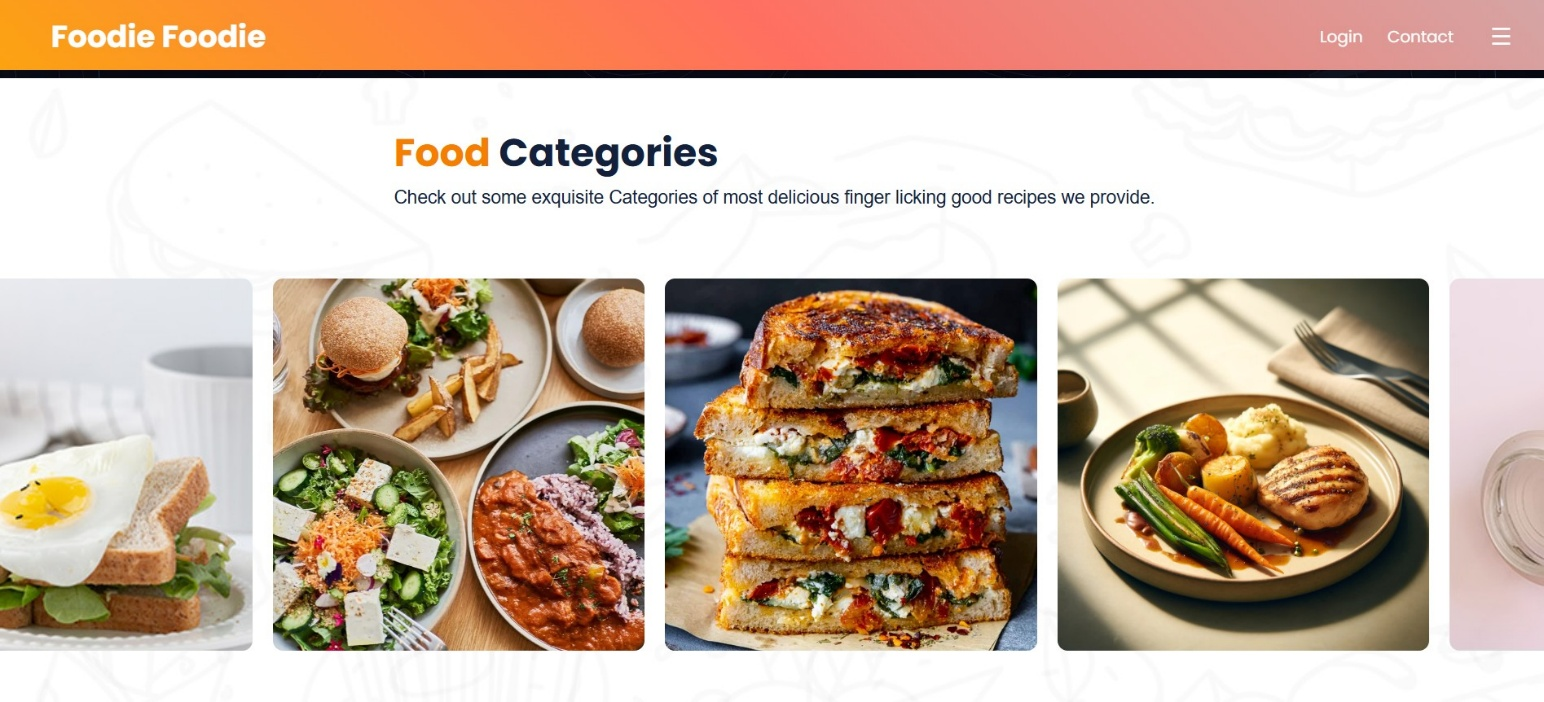 Foodie Foodie
Login Contact
Food Categories
Check out some exquisite Categories of most delicious finger licking good recipes we provide.